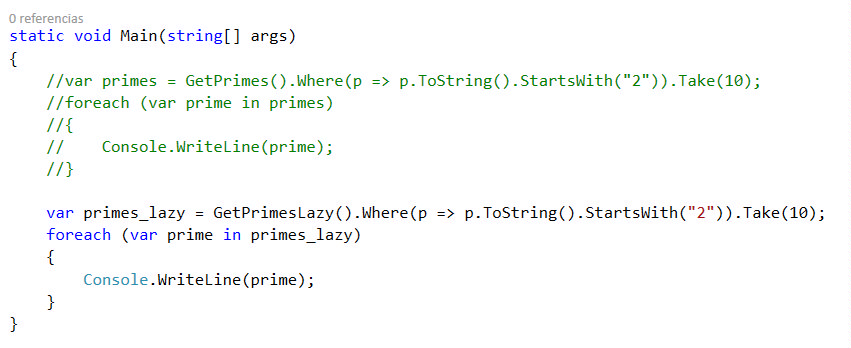 0 referencias
static void Main(string[] args)
{
    //var primes = GetPrimes().Where(p => p.ToString().StartsWith("2")).Take(10);
    //foreach (var prime in primes)
    //{
    //    Console.WriteLine(prime);
    //}

    var primes_lazy = GetPrimesLazy().Where(p => p.ToString().StartsWith("2")).Take(10);
    foreach (var prime in primes_lazy)
    {
        Console.WriteLine(prime);
    }
}